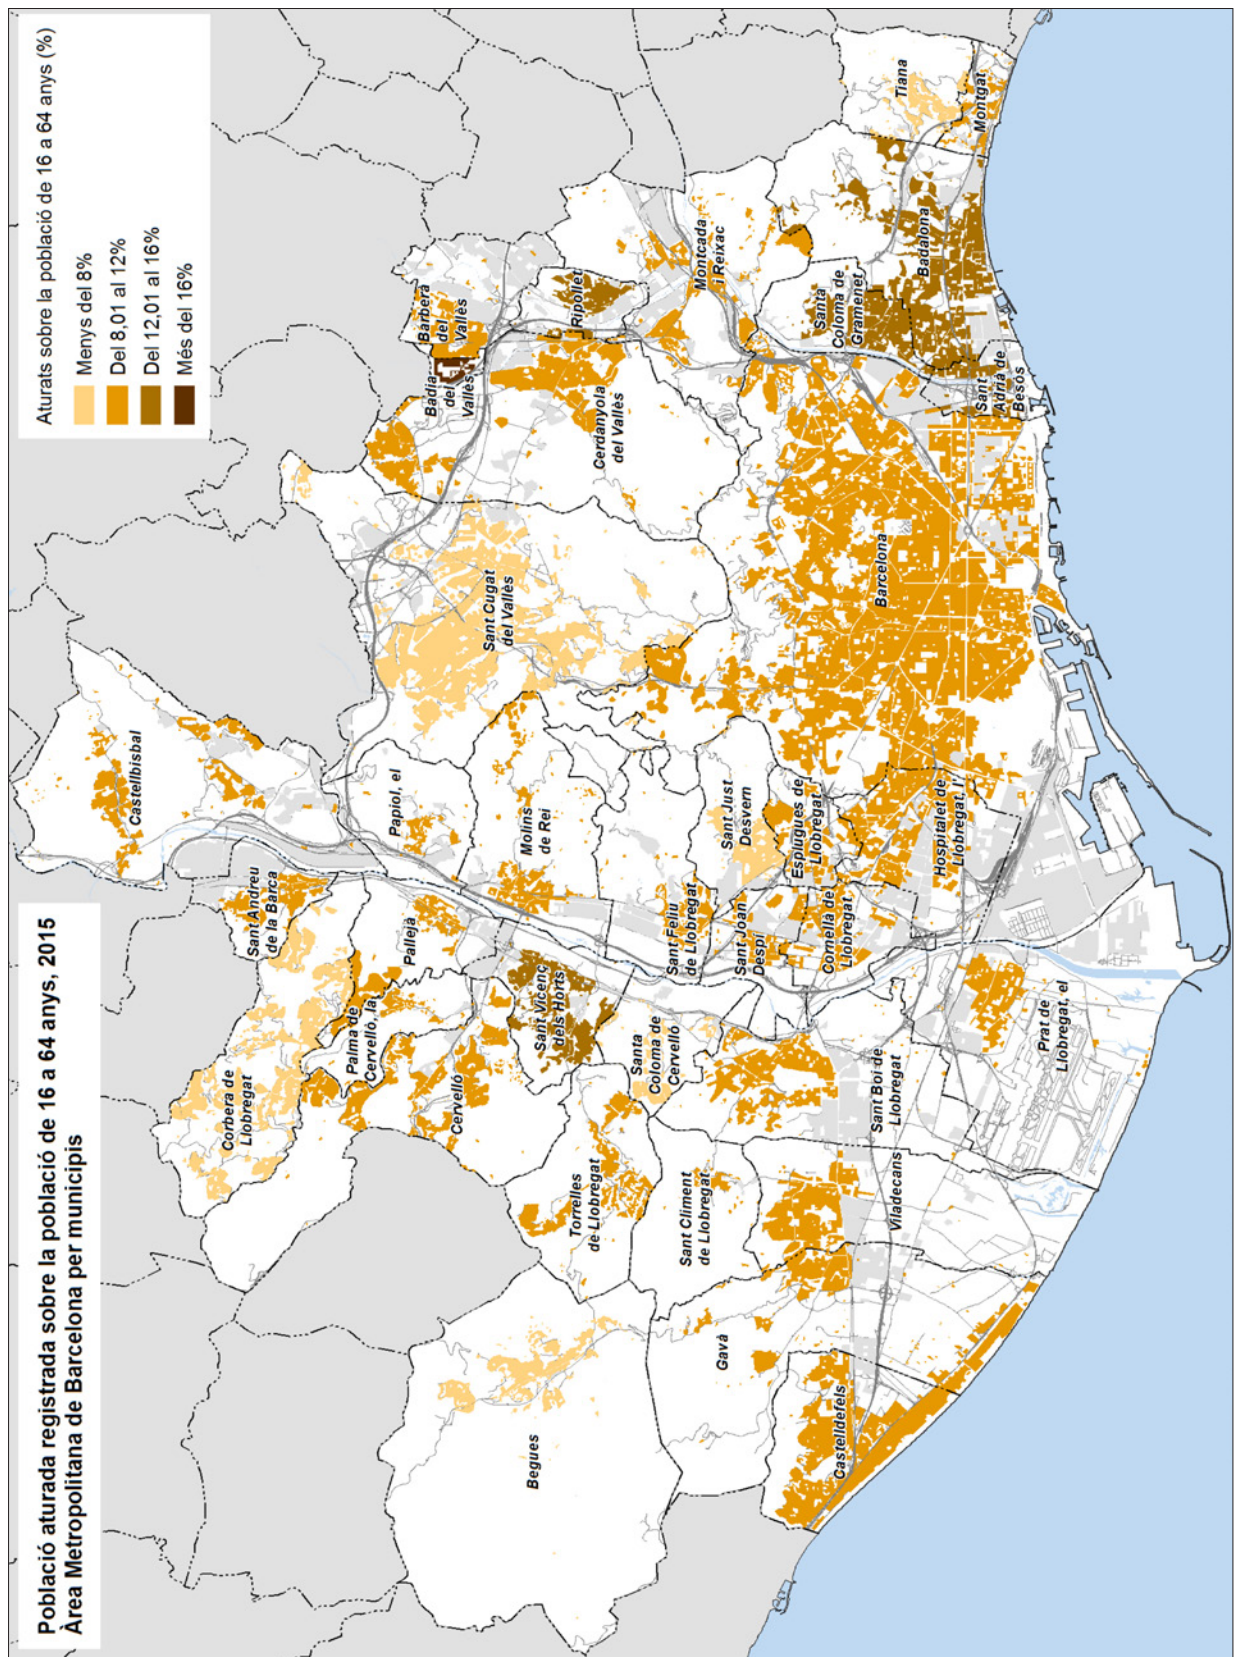 Població aturada registrada sobre la població de 16 a 64 anys, 2015
Àrea Metropolitana de Barcelona per municipis
Aturats sobre la població de 16 a 64 anys (%)
Menys del 8%
Del 8,01 al 12%
Del 12,01 al 16%
Més del 16%
Castellbisbal
Sant Andreu
de la Barca
Corbera de
Llobregat
Papiol, el
Pallejà
Palma de
Cervelló, la
Cervelló
Molins
de Rei
Sant Vicenç
dels Horts
Sant Cugat
del Vallès
Badia
del
Vallès
Barberà
del
Vallès
Ripollet
Cerdanyola
del Vallès
Montcada
i Reixac
Tiana
Montgat
Badalona
Santa
Coloma de
Gramenet
Sant
Adrià de
Besòs
Barcelona
Begues
Torrelles
de Llobregat
Santa
Coloma de
Cervelló
Sant Feliu
de Llobregat
Sant Just
Desvern
Sant Joan
Despí
Esplugues de
Llobregat
Cornellà de
Llobregat
Hospitalet de
Llobregat, l'
Sant Climent
de Llobregat
Gavà
Castelldefels
Viladecans
Sant Boi de
Llobregat
Prat de
Llobregat, el